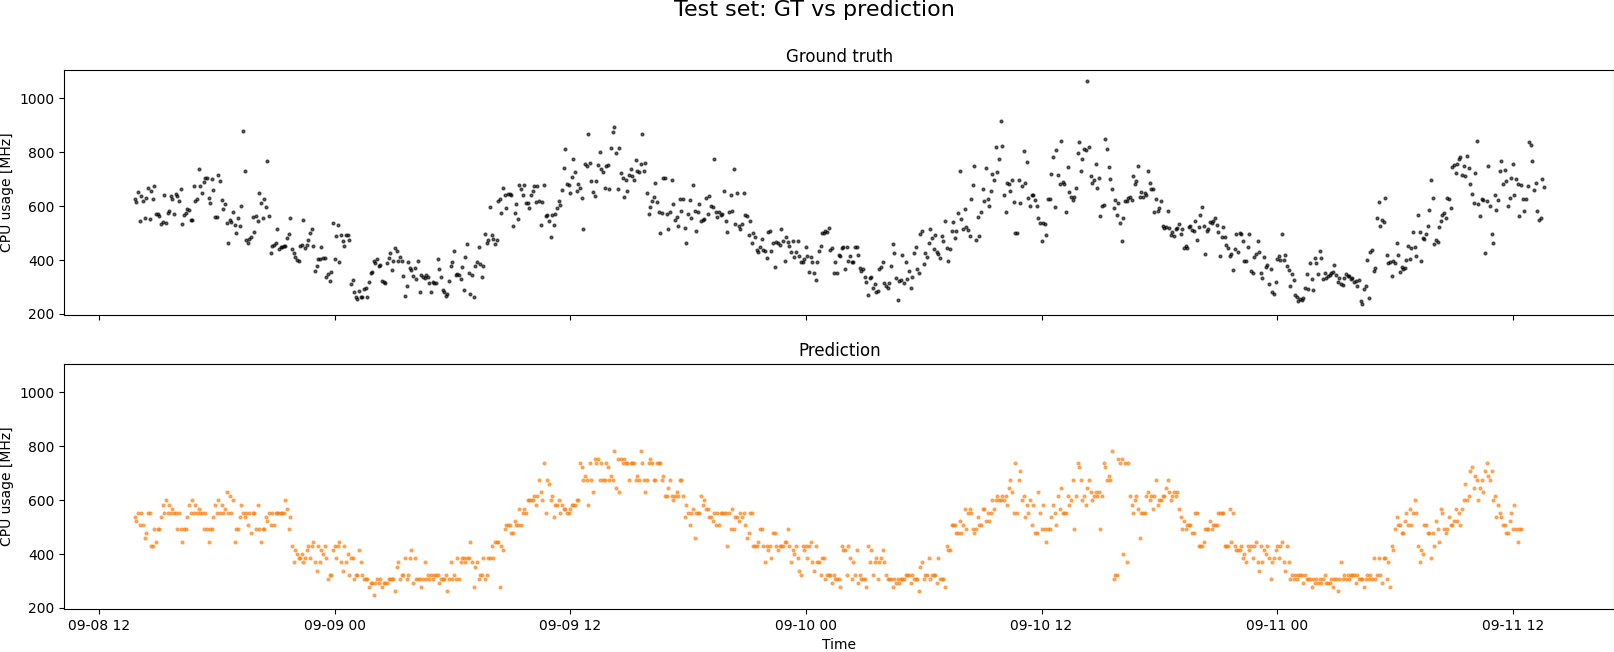 Test set: GT vs prediction
Ground truth
1000
800
600
400
200
CPU usage [MHz]
Prediction
1000
800
600
400
200
CPU usage [MHz]
09-08 12 09-09 00 09-09 12 09-10 00 09-10 12 09-11 00 09-11 12
Time